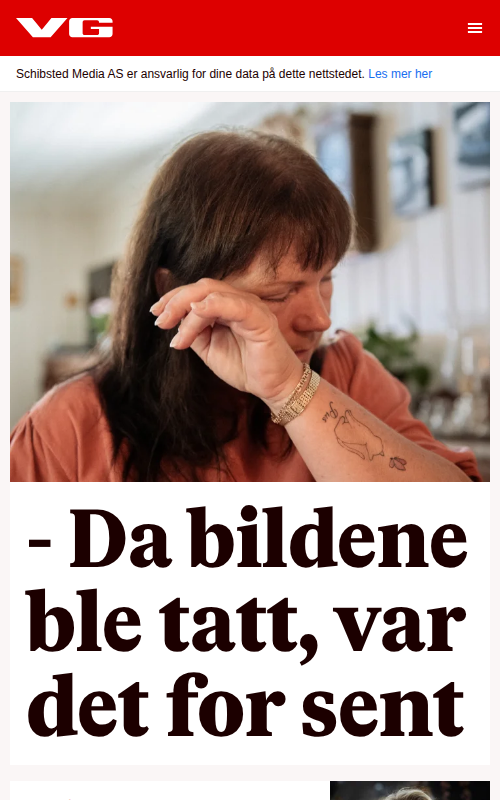 VG
Schibsted Media AS er ansvarlig for dine data på dette nettstedet. Les mer her
- Da bildene
ble tatt, var
det for sent